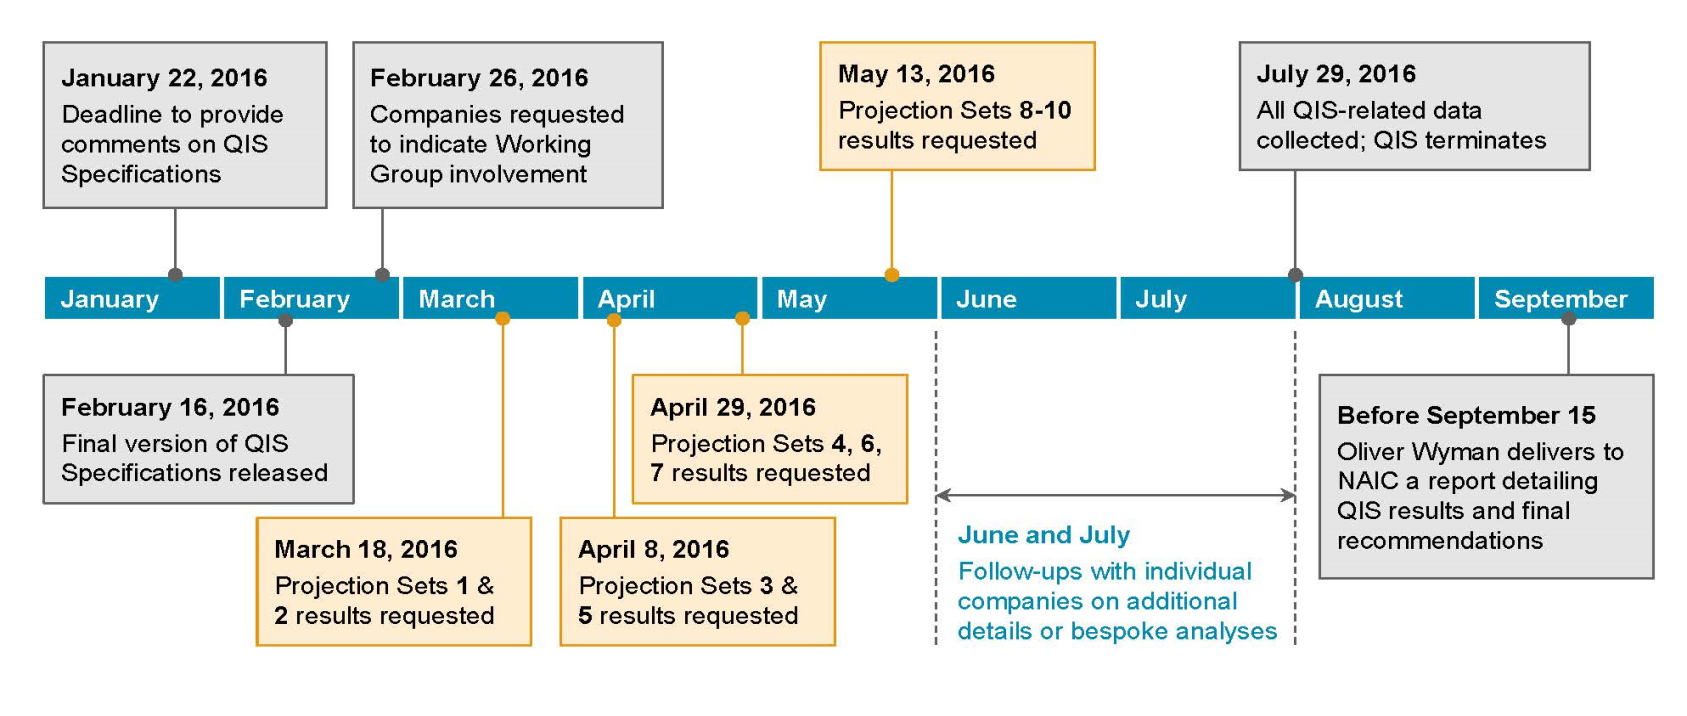 January 22, 2016
Deadline to provide
comments on QIS
Specifications
February 26, 2016
Companies requested
to indicate Working
Group involvement
May 13, 2016
Projection Sets 8-10
results requested
July 29, 2016
All QIS-related data
collected; QIS terminates
January
February
March
April
May
June
July
August
September
February 16, 2016
Final version of QIS
Specifications released
March 18, 2016
Projection Sets 1 &
2 results requested
April 29, 2016
Projection Sets 4, 6,
7 results requested
April 8, 2016
Projection Sets 3 &
5 results requested
June and July
Follow-ups with individual
companies on additional
details or bespoke analyses
Before September 15
Oliver Wyman delivers to
NAIC a report detailing
QIS results and final
recommendations